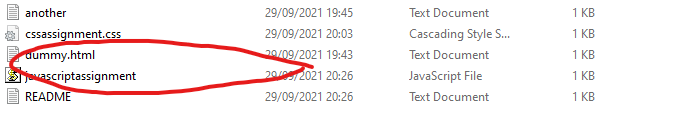 another 29/09/2021 19:45 Text Document 1 KB
cssassignment.css 29/09/2021 20:03 Cascading Style S... 1 KB
dummy.html 29/09/2021 19:43 Text Document 1 KB
javascriptassignment 29/09/2021 20:26 JavaScript File 1 KB
README 29/09/2021 20:26 Text Document 1 KB